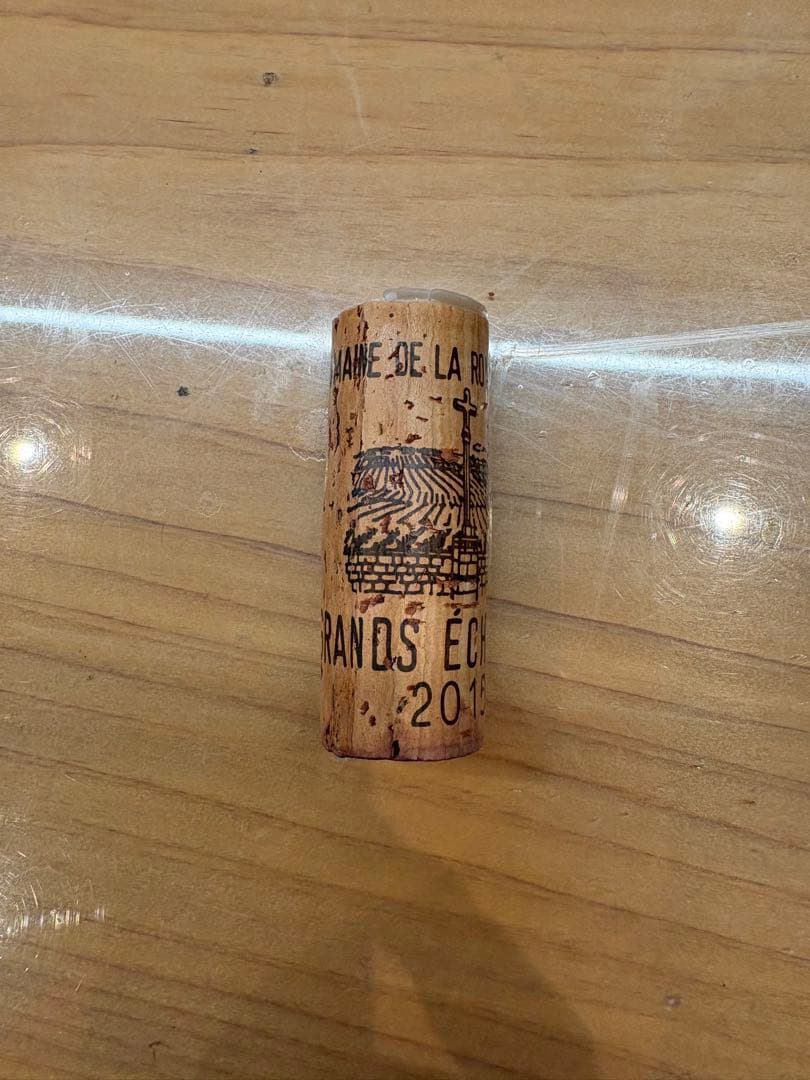 MAINE DE LA RO
RANDS ÉCH
201